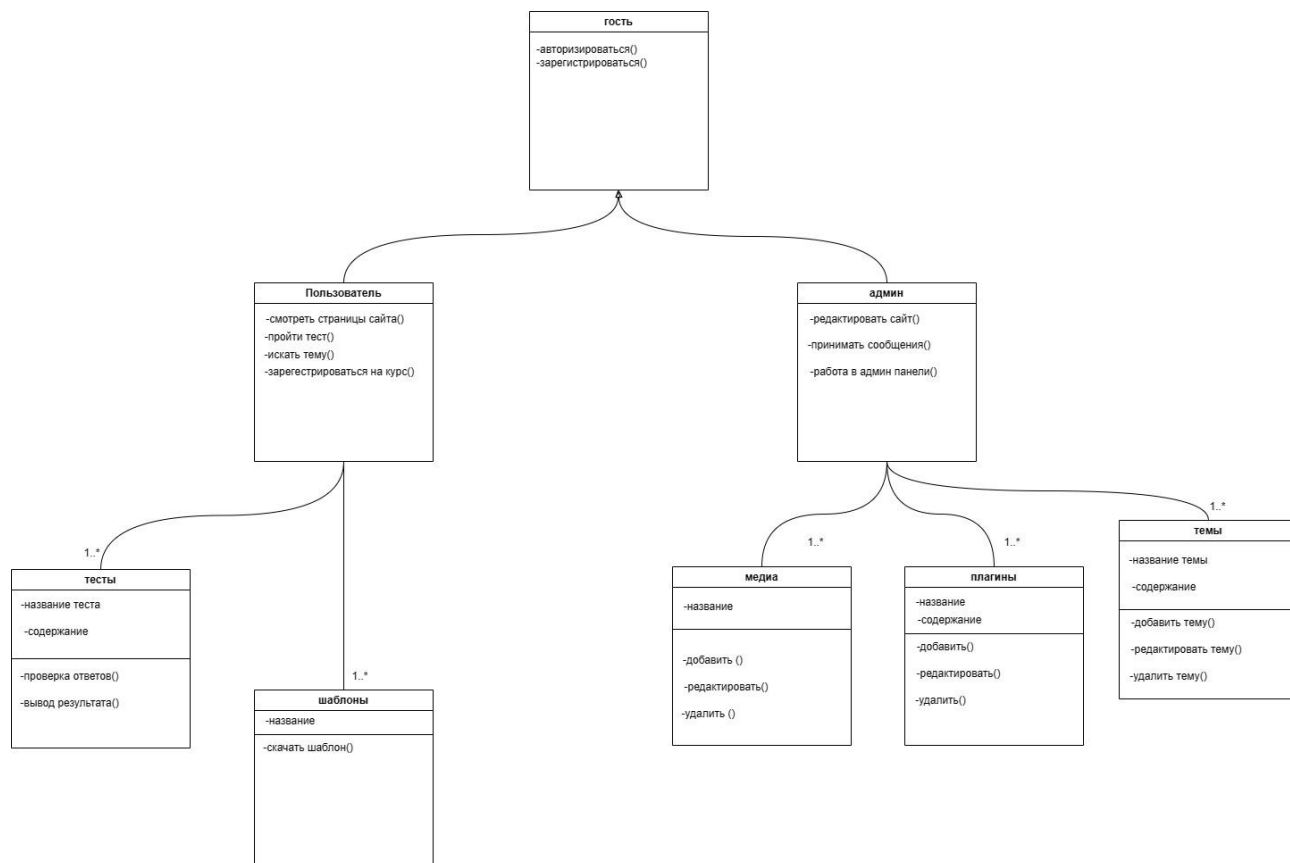 гость
-авторизироваться()
-зарегистрироваться()
Пользователь
-смотреть страницы сайта()
-пройти тест()
-искать тему()
-зарегестрироваться на курс()
админ
-редактировать сайт()
-принимать сообщения()
-работа в админ панели()
1..*
тесты
-название теста
-содержание
-проверка ответов()
-вывод результата()
1..*
шаблоны
-название
-скачать шаблон()
1..*
медиа
-название
-добавить ()
-редактировать()
-удалить ()
1..*
плагины
-название
-содержание
-добавить()
-редактировать()
-удалить()
1..*
темы
-название темы
-содержание
-добавить тему()
-редактировать тему()
-удалить тему()